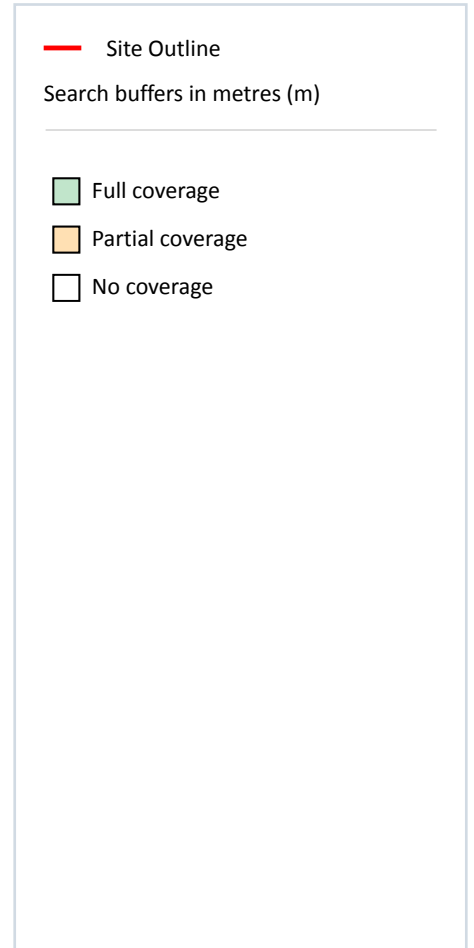 Site Outline
Search buffers in metres (m)
Full coverage
Partial coverage
No coverage